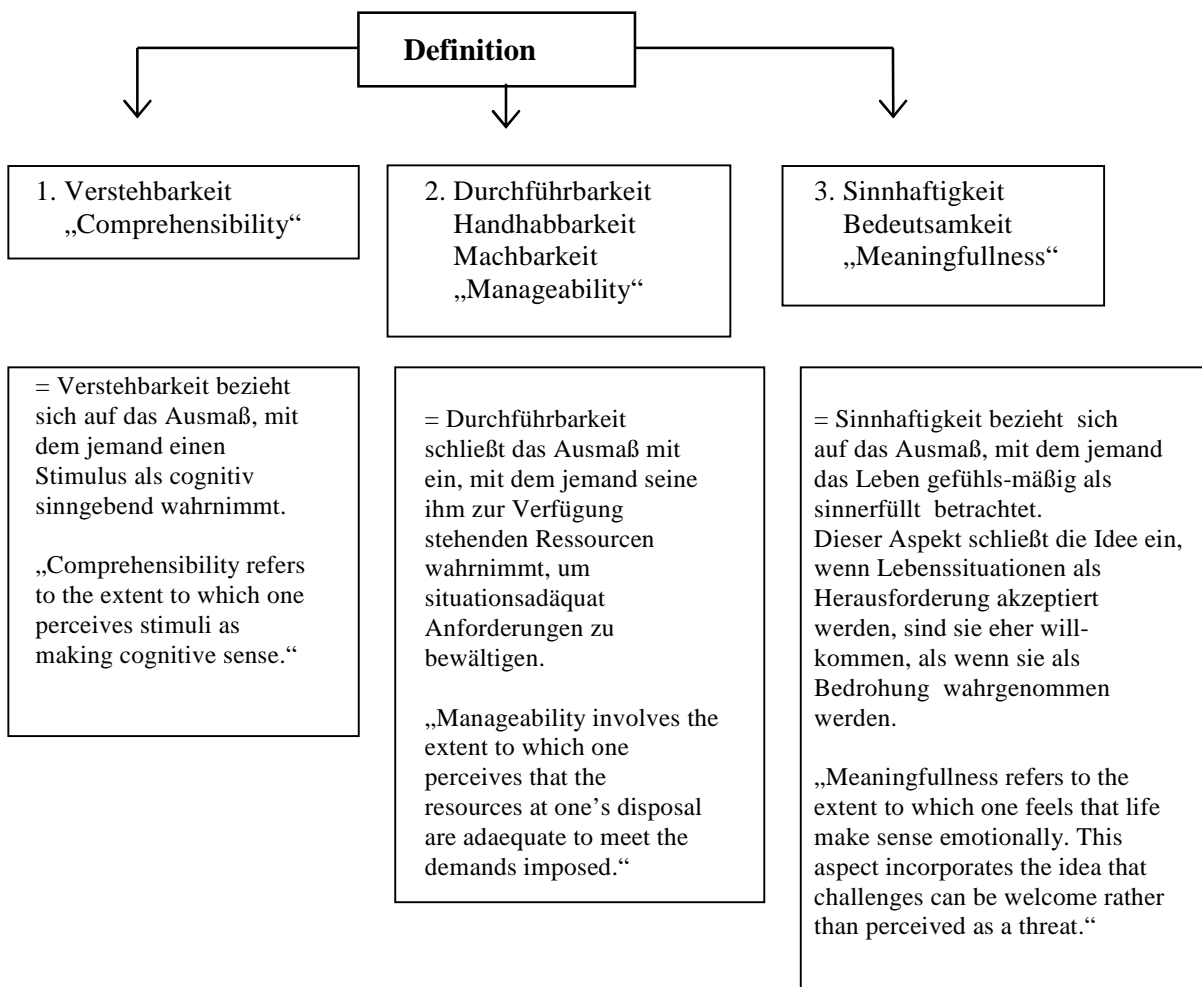 Definition
1. Verstehbarkeit
„Comprehensibility“
2. Durchführbarkeit
Handhabbarkeit
Machbarkeit
„Manageability“
3. Sinnhaftigkeit
Bedeutsamkeit
„Meaningfullness“
= Verstehbarkeit bezieht
sich auf das Ausmaß, mit
dem jemand einen
Stimulus als cognitiv
sinngebend wahrnimmt.
„Comprehensibility refers
to the extent to which one
perceives stimuli as
making cognitive sense.“
= Durchführbarkeit
schließt das Ausmaß mit
ein, mit dem jemand seine
ihm zur Verfügung
stehenden Ressourcen
wahrnimmt, um
situationsadäquat
Anforderungen zu
bewältigen.
„Manageability involves the
extent to which one
perceives that the
resources at one’s disposal
are adaequate to meet the
demands imposed.“
= Sinnhaftigkeit bezieht sich
auf das Ausmaß, mit dem jemand
das Leben gefühls-mäßig als
sinnerfüllt betrachtet.
Dieser Aspekt schließt die Idee ein,
wenn Lebenssituationen als
Herausforderung akzeptiert
werden, sind sie eher will-
kommen, als wenn sie als
Bedrohung wahrgenommen
werden.
„Meaningfullness refers to the
extent to which one feels that life
make sense emotionally. This
aspect incorporates the idea that
challenges can be welcome rather
than perceived as a threat.“